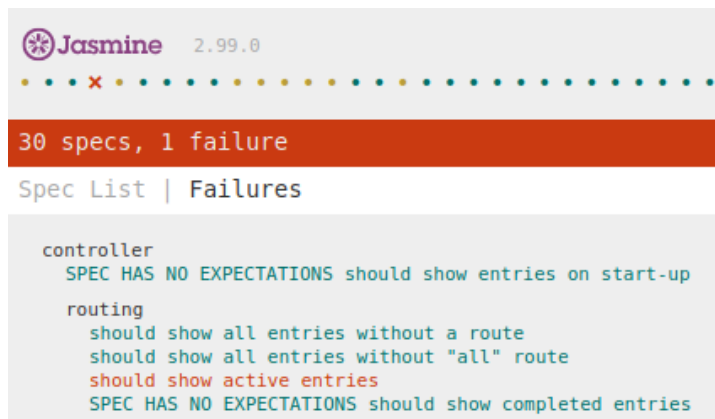 Jasmine 2.99.0
30 specs, 1 failure
Spec List | Failures
controller
SPEC HAS NO EXPECTATIONS should show entries on start-up
routing
should show all entries without a route
should show all entries without "all" route
should show active entries
SPEC HAS NO EXPECTATIONS should show completed entries